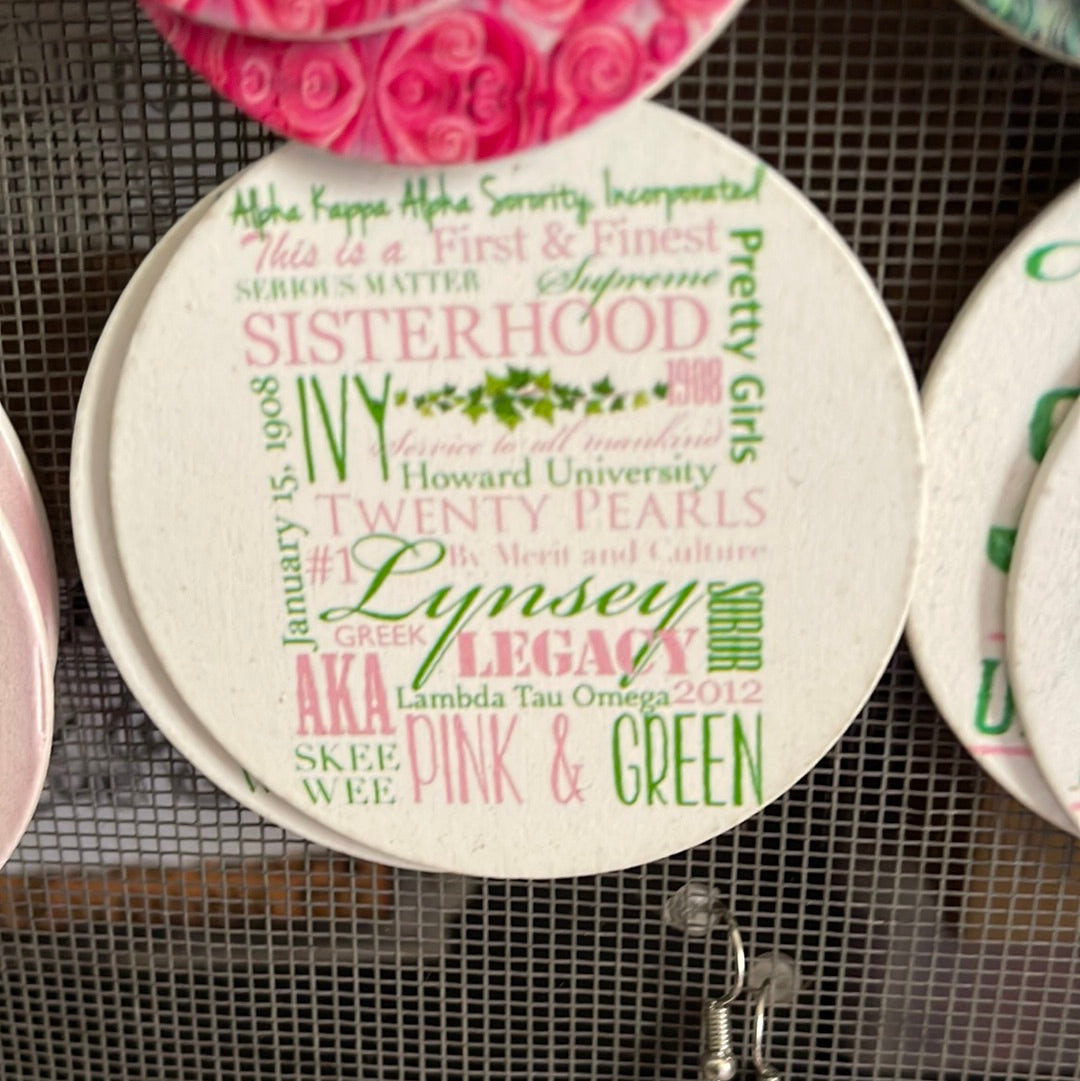 Alpha Kappa Alpha Sorority, Incorporated
This is a First & Finest
SERIOUS MATTER Supreme
Pretty Girls
SISTERHOOD
IVY 1908
January 15, 1908
Service to all mankind
Howard University
TWENTY PEARLS
#1 By Merit and Culture
Lynsey
SOROR
GREEK LEGACY
AKA
Lambda Tau Omega 2012
SKEE WEE
PINK & GREEN